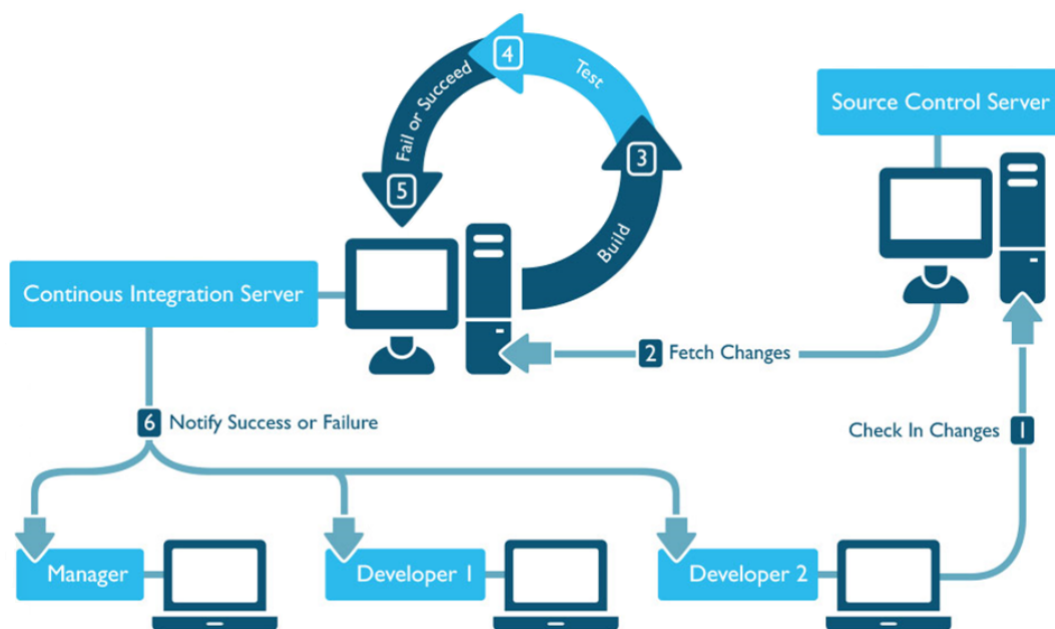 4
Test
Fail or Succeed
Source Control Server
3
5
Build
Continous Integration Server
2 Fetch Changes
6 Notify Success or Failure
Check In Changes 1
Manager
Developer 1
Developer 2